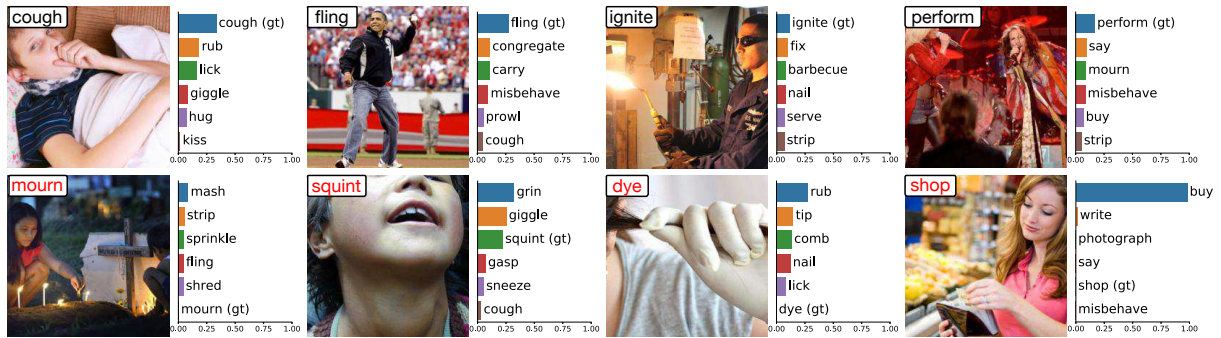 cough
cough (gt)
rub
lick
giggle
hug
kiss
0.00 0.25 0.50 0.75 1.00
fling
fling (gt)
congregate
carry
misbehave
prowl
cough
0.00 0.25 0.50 0.75 1.00
ignite
ignite (gt)
fix
barbecue
nail
serve
strip
0.00 0.25 0.50 0.75 1.00
perform
perform (gt)
say
mourn
misbehave
buy
strip
0.00 0.25 0.50 0.75 1.00
mourn
mash
strip
sprinkle
fling
shred
mourn (gt)
0.00 0.25 0.50 0.75 1.00
squint
grin
giggle
squint (gt)
gasp
sneeze
cough
0.00 0.25 0.50 0.75 1.00
dye
rub
tip
comb
nail
lick
dye (gt)
0.00 0.25 0.50 0.75 1.00
shop
buy
write
photograph
say
shop (gt)
misbehave
0.00 0.25 0.50 0.75 1.00